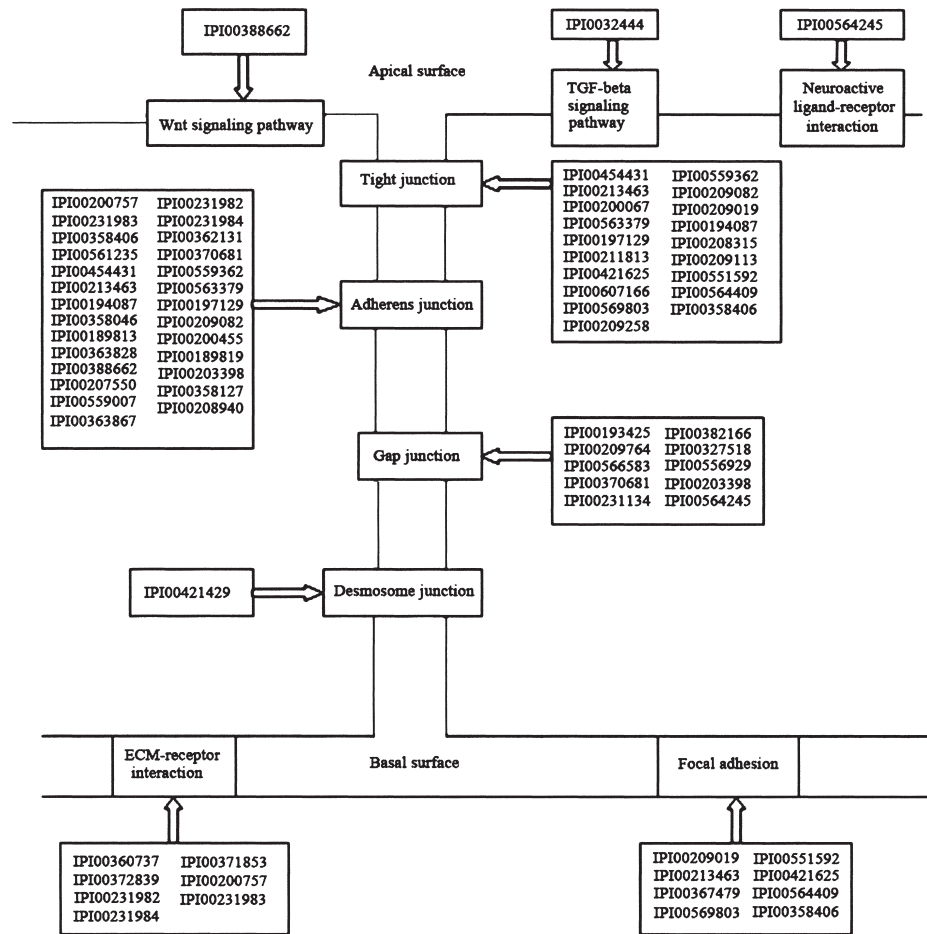 IPI00388662
IPI0032444
IPI00564245
Apical surface
Wnt signaling pathway
TGF-beta
signaling
pathway
Neuroactive
ligand-receptor
interaction
Tight junction
IPI00454431 IPI00559362
IPI00213463 IPI00209082
IPI00200067 IPI00209019
IPI00563379 IPI00194087
IPI00197129 IPI00208315
IPI00211813 IPI00209113
IPI00421625 IPI00551592
IPI00607166 IPI00564409
IPI00569803 IPI00358406
IPI00209258
IPI00200757 IPI00231982
IPI00231983 IPI00231984
IPI00358406 IPI00362131
IPI00561235 IPI00370681
IPI00454431 IPI00559362
IPI00213463 IPI00563379
IPI00194087 IPI00197129
IPI00358046 IPI00209082
IPI00189813 IPI00200455
IPI00363828 IPI00189819
IPI00388662 IPI00203398
IPI00207550 IPI00358127
IPI00559007 IPI00208940
IPI00363867
Adherens junction
Gap junction
IPI00193425 IPI00382166
IPI00209764 IPI00327518
IPI00566583 IPI00556929
IPI00370681 IPI00203398
IPI00231134 IPI00564245
IPI00421429
Desmosome junction
ECM-receptor
interaction
Basal surface
Focal adhesion
IPI00360737 IPI00371853
IPI00372839 IPI00200757
IPI00231982 IPI00231983
IPI00231984
IPI00209019 IPI00551592
IPI00213463 IPI00421625
IPI00367479 IPI00564409
IPI00569803 IPI00358406